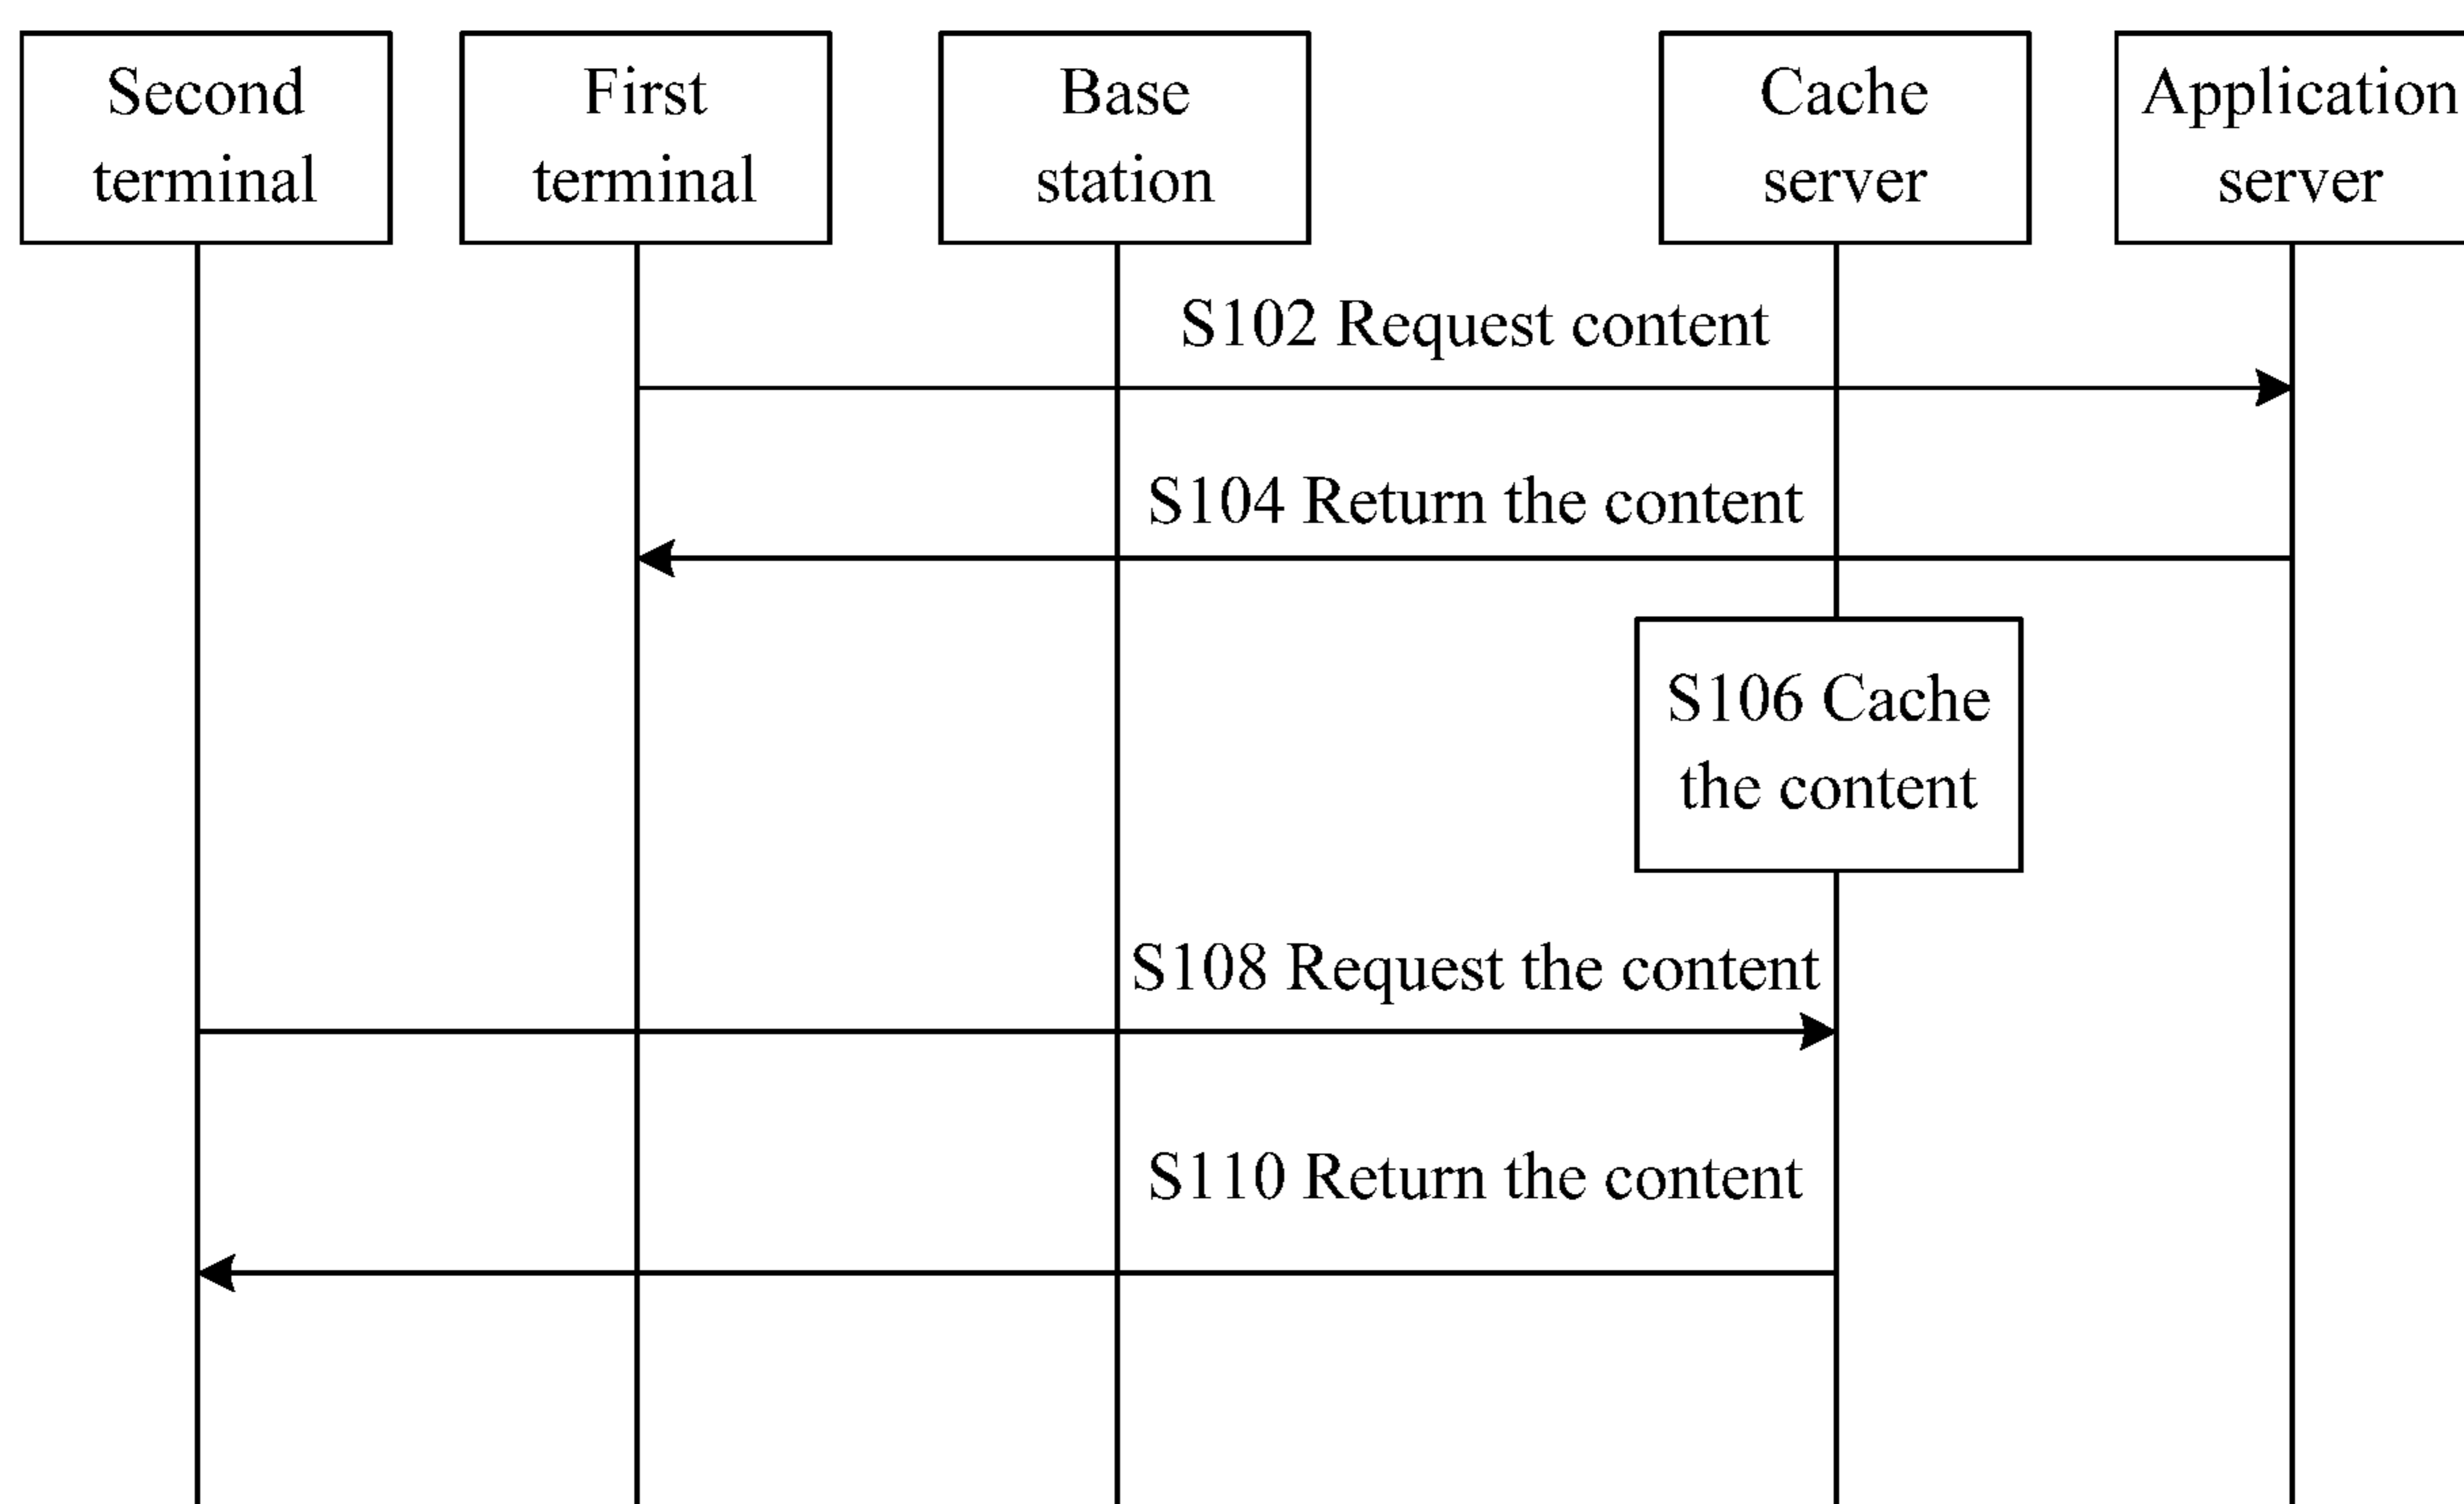 Second
terminal
First
terminal
Base
station
Cache
server
Application
server
S102 Request content
S104 Return the content
S106 Cache
the content
S108 Request the content
S110 Return the content